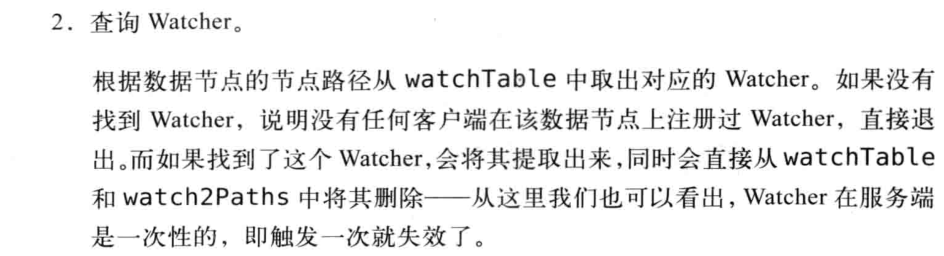 2. 查询 Watcher。
根据数据节点的节点路径从 watchTable 中取出对应的 Watcher。如果没有
找到 Watcher，说明没有任何客户端在该数据节点上注册过 Watcher，直接退
出。而如果找到了这个 Watcher，会将其提取出来，同时会直接从 watchTable
和 watch2Paths 中将其删除——从这里我们也可以看出，Watcher 在服务端
是一次性的，即触发一次就失效了。